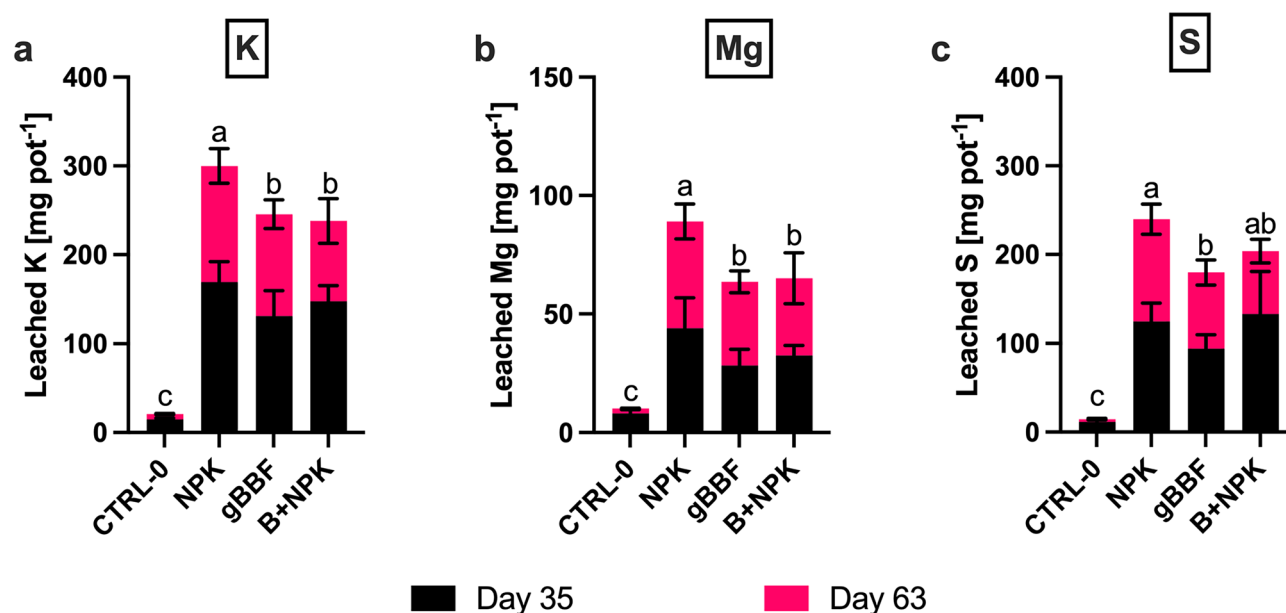 a
K
Leached K [mg pot⁻¹]
400
300
200
100
0
c
a
b
b
CTRL-0
NPK
gBBF
B+NPK
b
Mg
Leached Mg [mg pot⁻¹]
150
100
50
0
c
a
b
b
CTRL-0
NPK
gBBF
B+NPK
c
S
Leached S [mg pot⁻¹]
400
300
200
100
0
c
a
b
ab
CTRL-0
NPK
gBBF
B+NPK
Day 35
Day 63